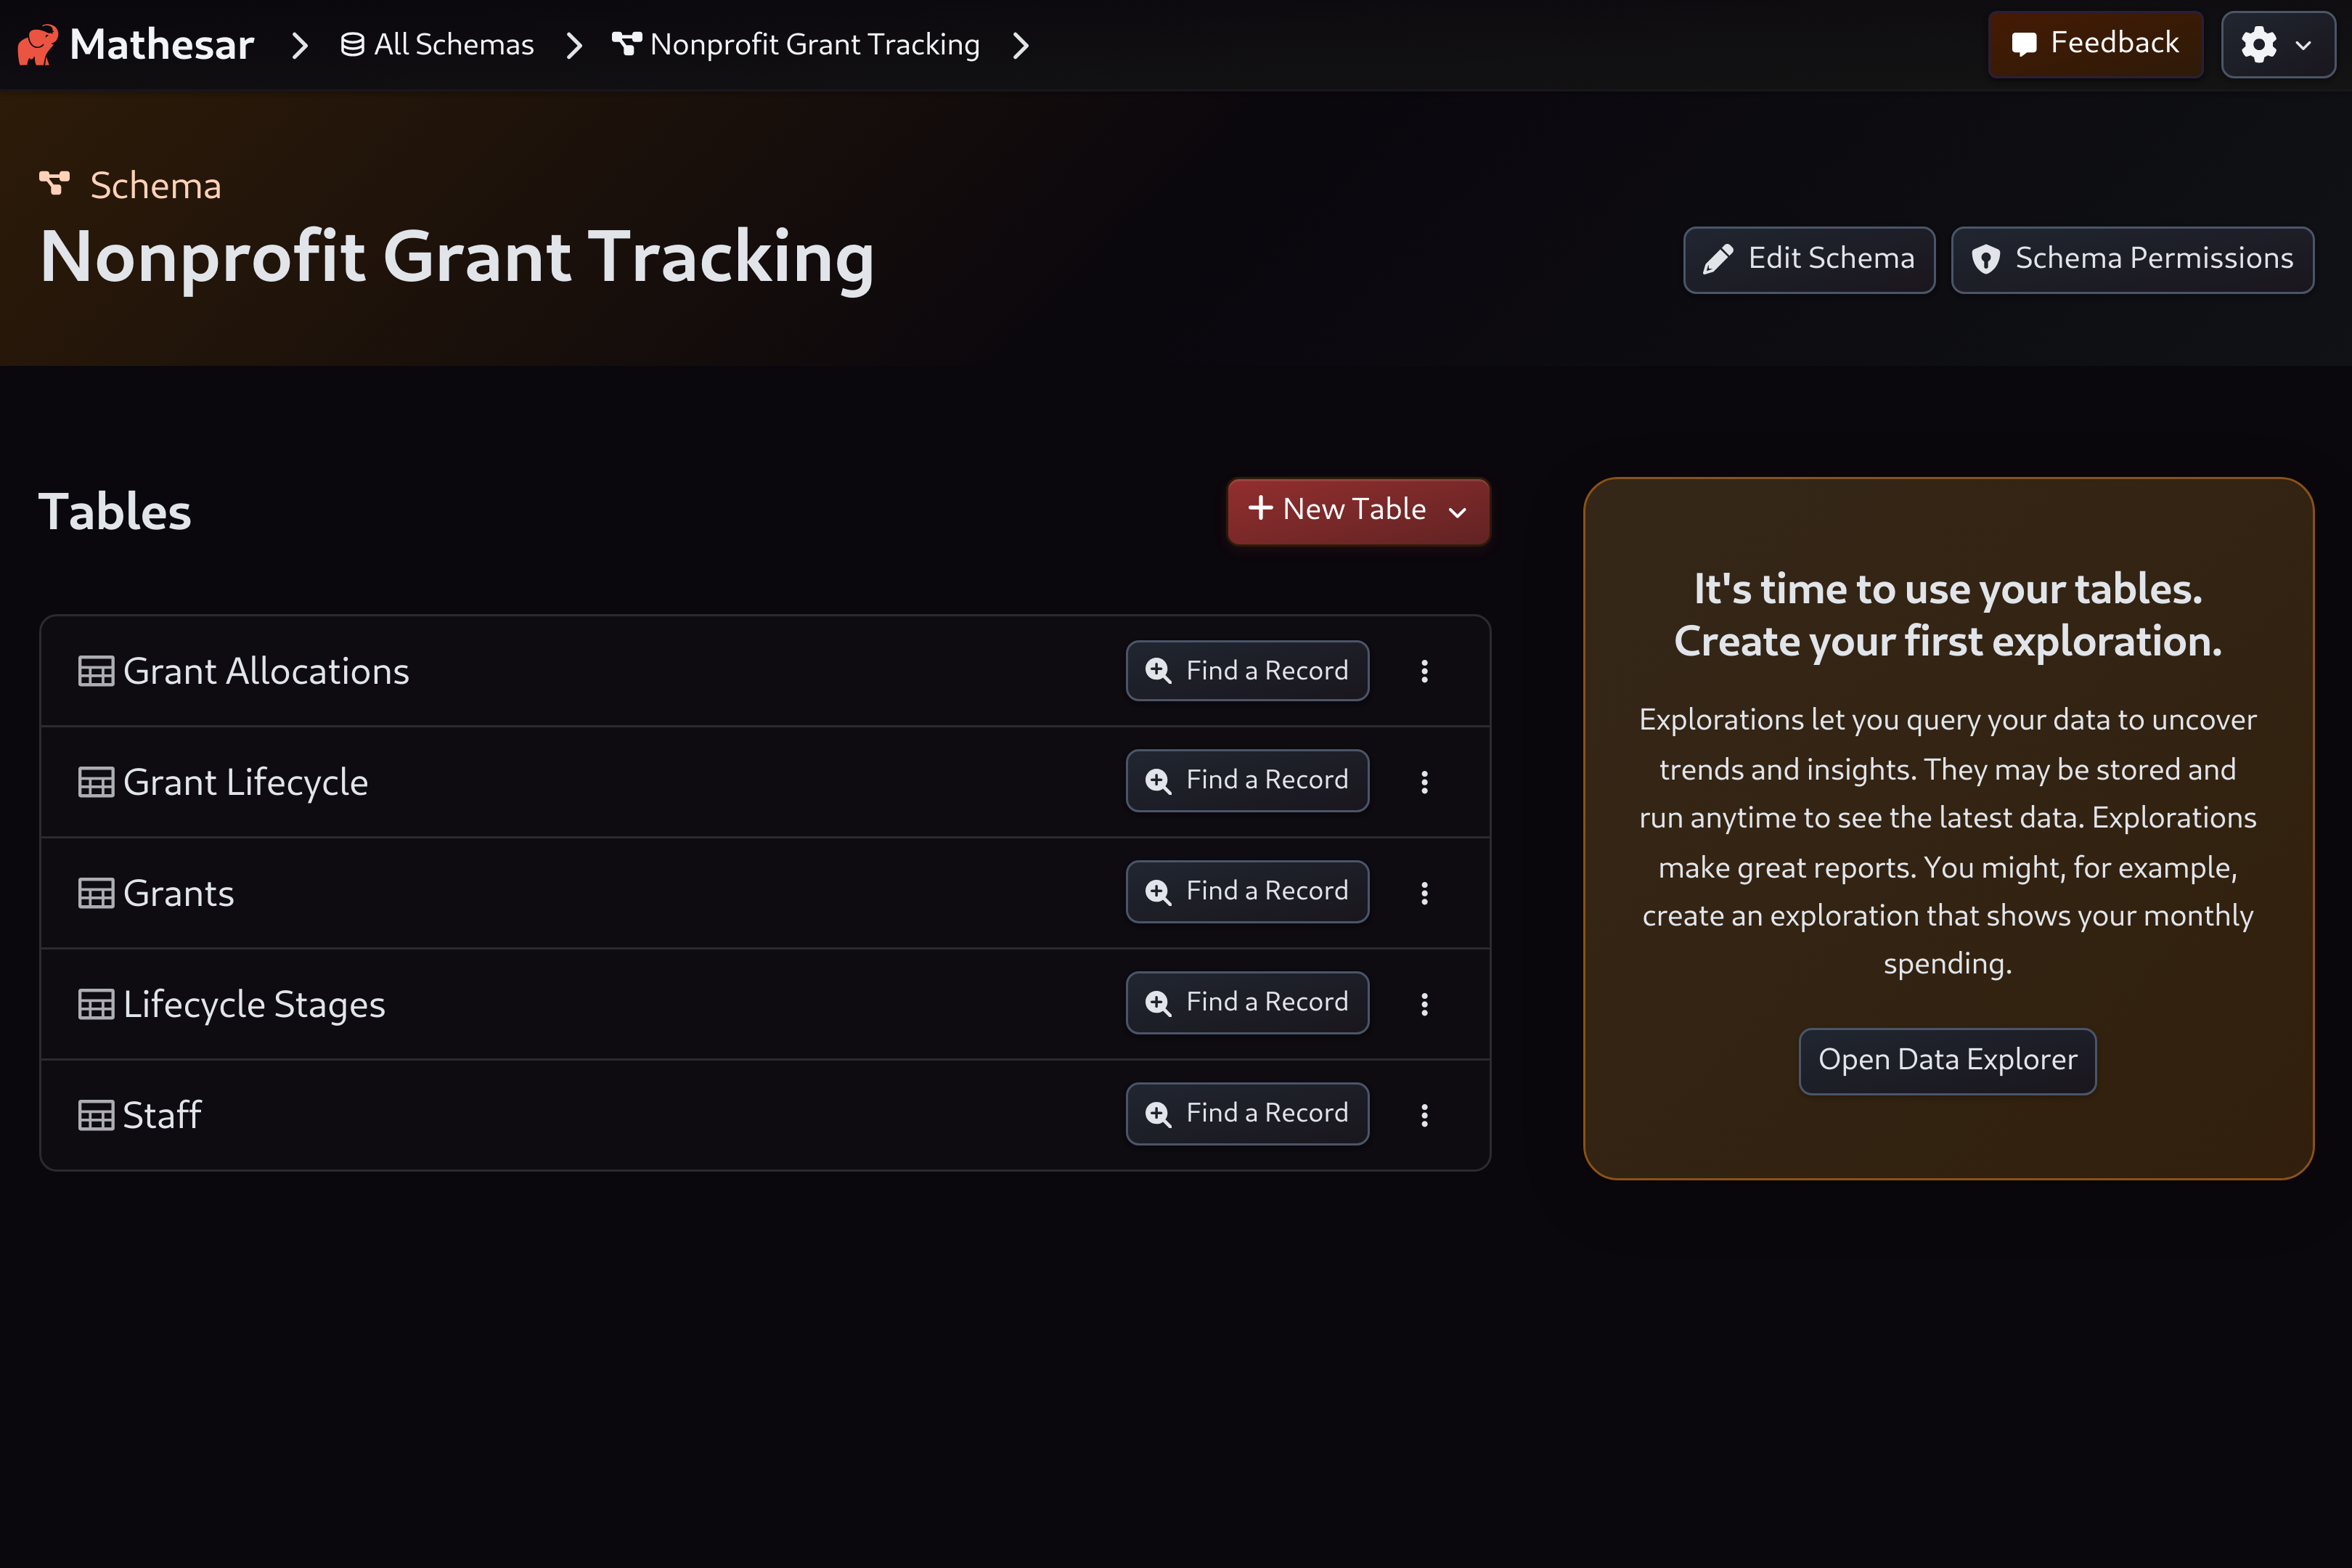 Mathesar
All Schemas
Nonprofit Grant Tracking
Feedback
Schema
Nonprofit Grant Tracking
Edit Schema
Schema Permissions
Tables
New Table
Grant Allocations
Find a Record
Grant Lifecycle
Find a Record
Grants
Find a Record
Lifecycle Stages
Find a Record
Staff
Find a Record
It's time to use your tables.
Create your first exploration.
Explorations let you query your data to uncover
trends and insights. They may be stored and
run anytime to see the latest data. Explorations
make great reports. You might, for example,
create an exploration that shows your monthly
spending.
Open Data Explorer